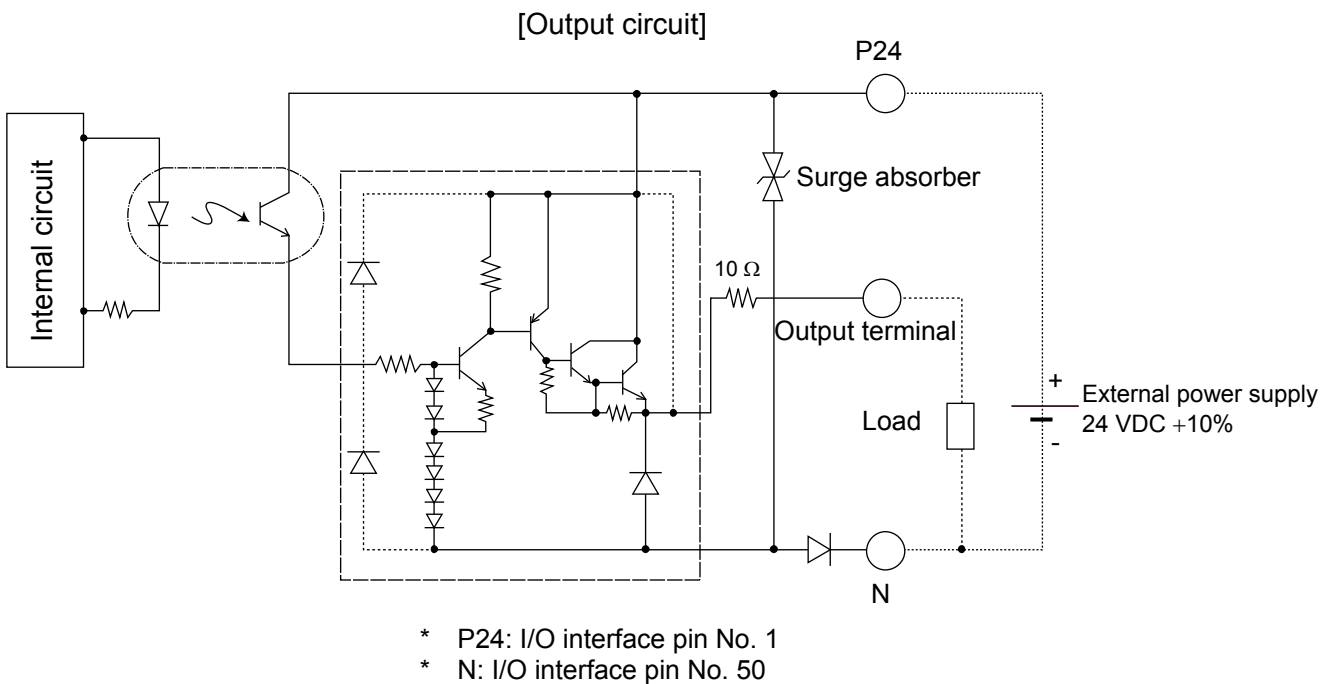 [Output circuit]
P24
Internal circuit
Surge absorber
10 Ω
Output terminal
+
External power supply
24 VDC +10%
-
Load
N
* P24: I/O interface pin No. 1
* N: I/O interface pin No. 50